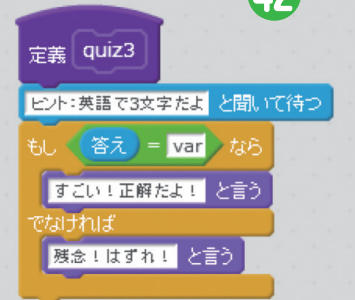 42
定義 quiz3
ヒント:英語で3文字だよ と聞いて待つ
もし 答え = var なら
すごい!正解だよ! と言う
でなければ
残念!はずれ! と言う